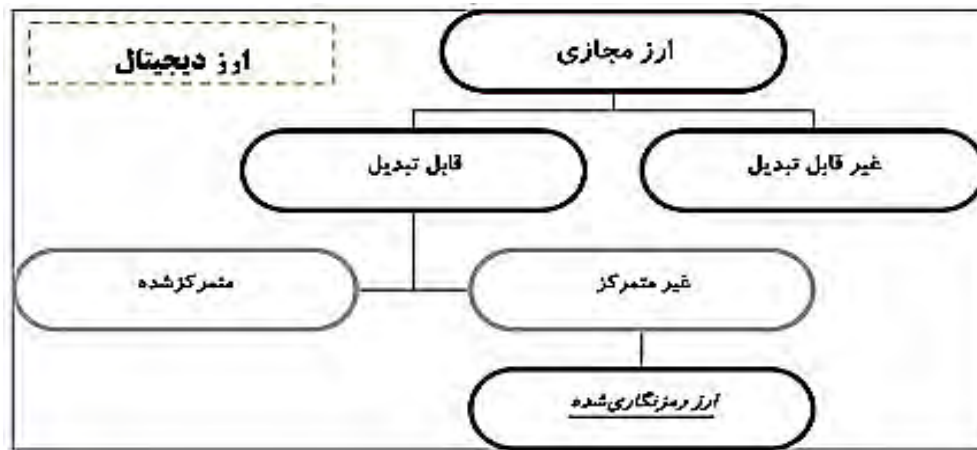 ارز مجازی
ارز دیجیتال
غیر قابل تبدیل
قابل تبدیل
غیر متمرکز
متمرکزشده
ارز رمزنگاری‌شده